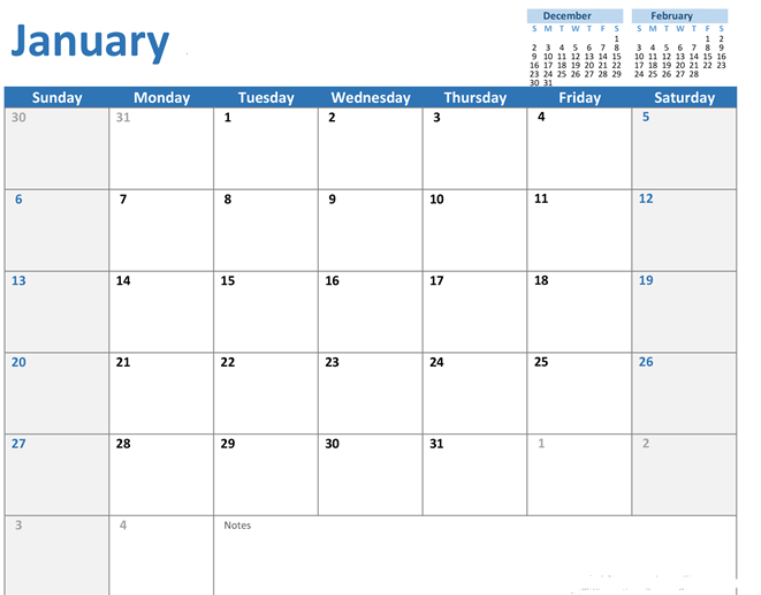 January
December
S M T W T F S
1
2 3 4 5 6 7 8
9 10 11 12 13 14 15
16 17 18 19 20 21 22
23 24 25 26 27 28 29
30 31
February
S M T W T F S
1 2
3 4 5 6 7 8 9
10 11 12 13 14 15 16
17 18 19 20 21 22 23
24 25 26 27 28
Sunday Monday Tuesday Wednesday Thursday Friday Saturday
30 31 1 2 3 4 5
6 7 8 9 10 11 12
13 14 15 16 17 18 19
20 21 22 23 24 25 26
27 28 29 30 31 1 2
3 4 Notes